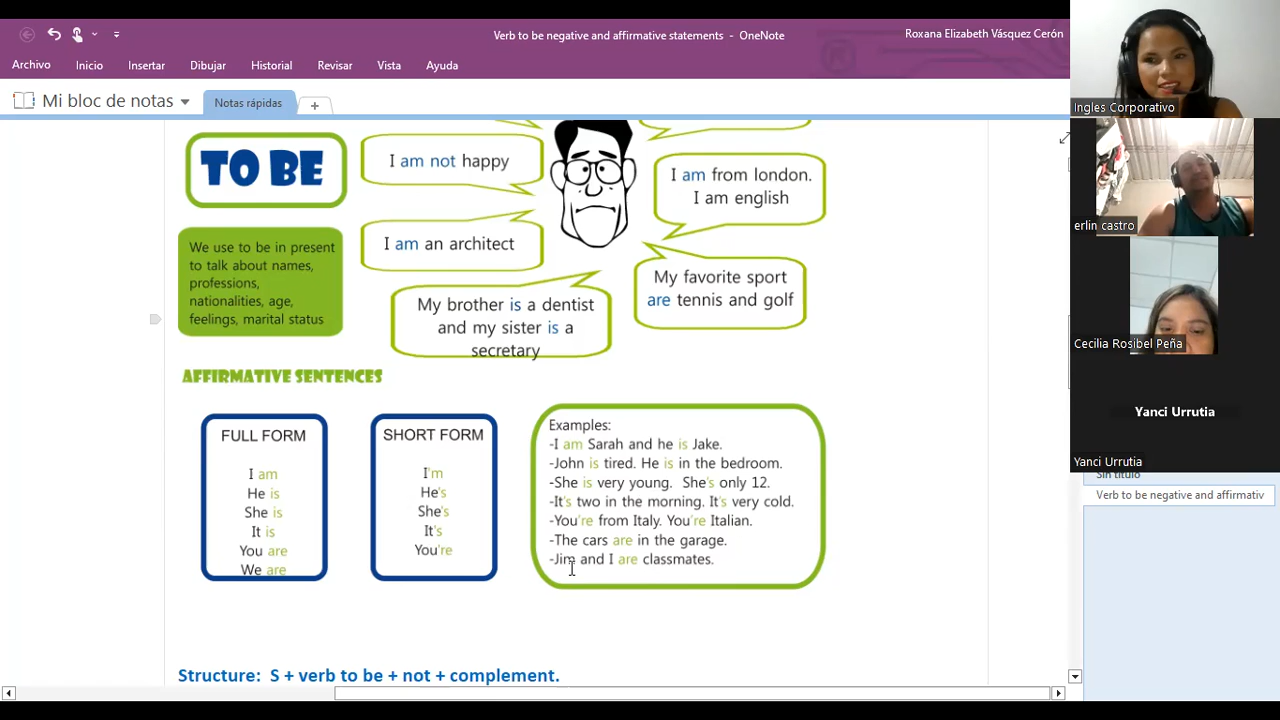 Verb to be negative and affirmative statements - OneNote
Roxana Elizabeth Vásquez Cerón
Archivo
Inicio
Insertar
Dibujar
Historial
Revisar
Vista
Ayuda
Mi bloc de notas
Notas rápidas
TO BE
We use to be in present
to talk about names,
professions,
nationalities, age,
feelings, marital status
I am not happy
I am an architect
My brother is a dentist
and my sister is a
secretary
I am from london.
I am english
My favorite sport
are tennis and golf
AFFIRMATIVE SENTENCES
FULL FORM
I am
He is
She is
It is
You are
We are
SHORT FORM
I'm
He's
She's
It's
You're
Examples:
-I am Sarah and he is Jake.
-John is tired. He is in the bedroom.
-She is very young. She's only 12.
-It's two in the morning. It's very cold.
-You're from Italy. You're Italian.
-The cars are in the garage.
-Jim and I are classmates.
Structure: S + verb to be + not + complement.
Ingles Corporativo
erlin castro
Cecilia Rosibel Peña
Yanci Urrutia
Yanci Urrutia
Sin título
Verb to be negative and affirmativ